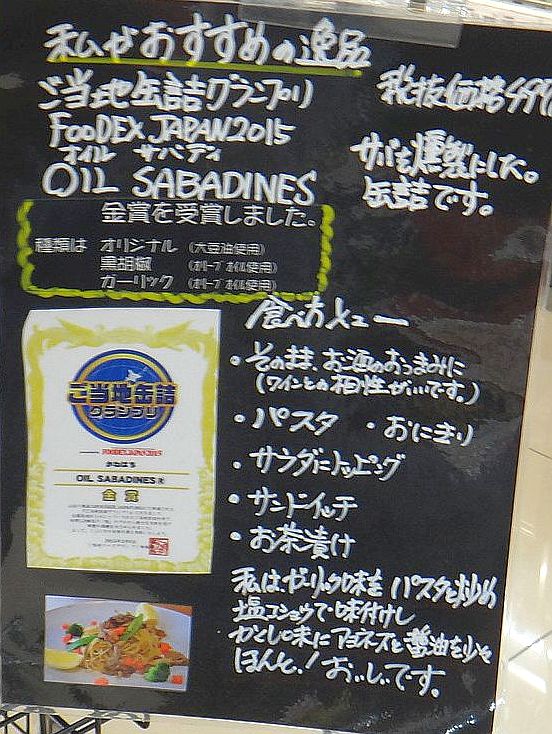 私がおすすめの逸品
ご当地缶詰グランプリ
FOODEX JAPAN 2015
オイル サバディ
OIL SABADINES
金賞を受賞しました。
種類は オリジナル (大豆油使用)
黒胡椒 (オリーブオイル使用)
ガーリック (オリーブオイル使用)
税抜価格
サバを燻製にした。
缶詰です。
食べ方メニュー
・そのまま、お酒のおつまみに
(ワインとの相性がいいです。)
・パスタ ・おにぎり
・サラダにトッピング
・サンドイッチ
・お茶漬け
私は、ガーリック味を パスタと炒め
塩コショウで味付けし
かくし味にマヨネーズと醤油を少々
ほんと!おいしいです。
ご当地缶詰
グランプリ
FOODEX JAPAN 2015
かねはち
OIL SABADINES®
金賞